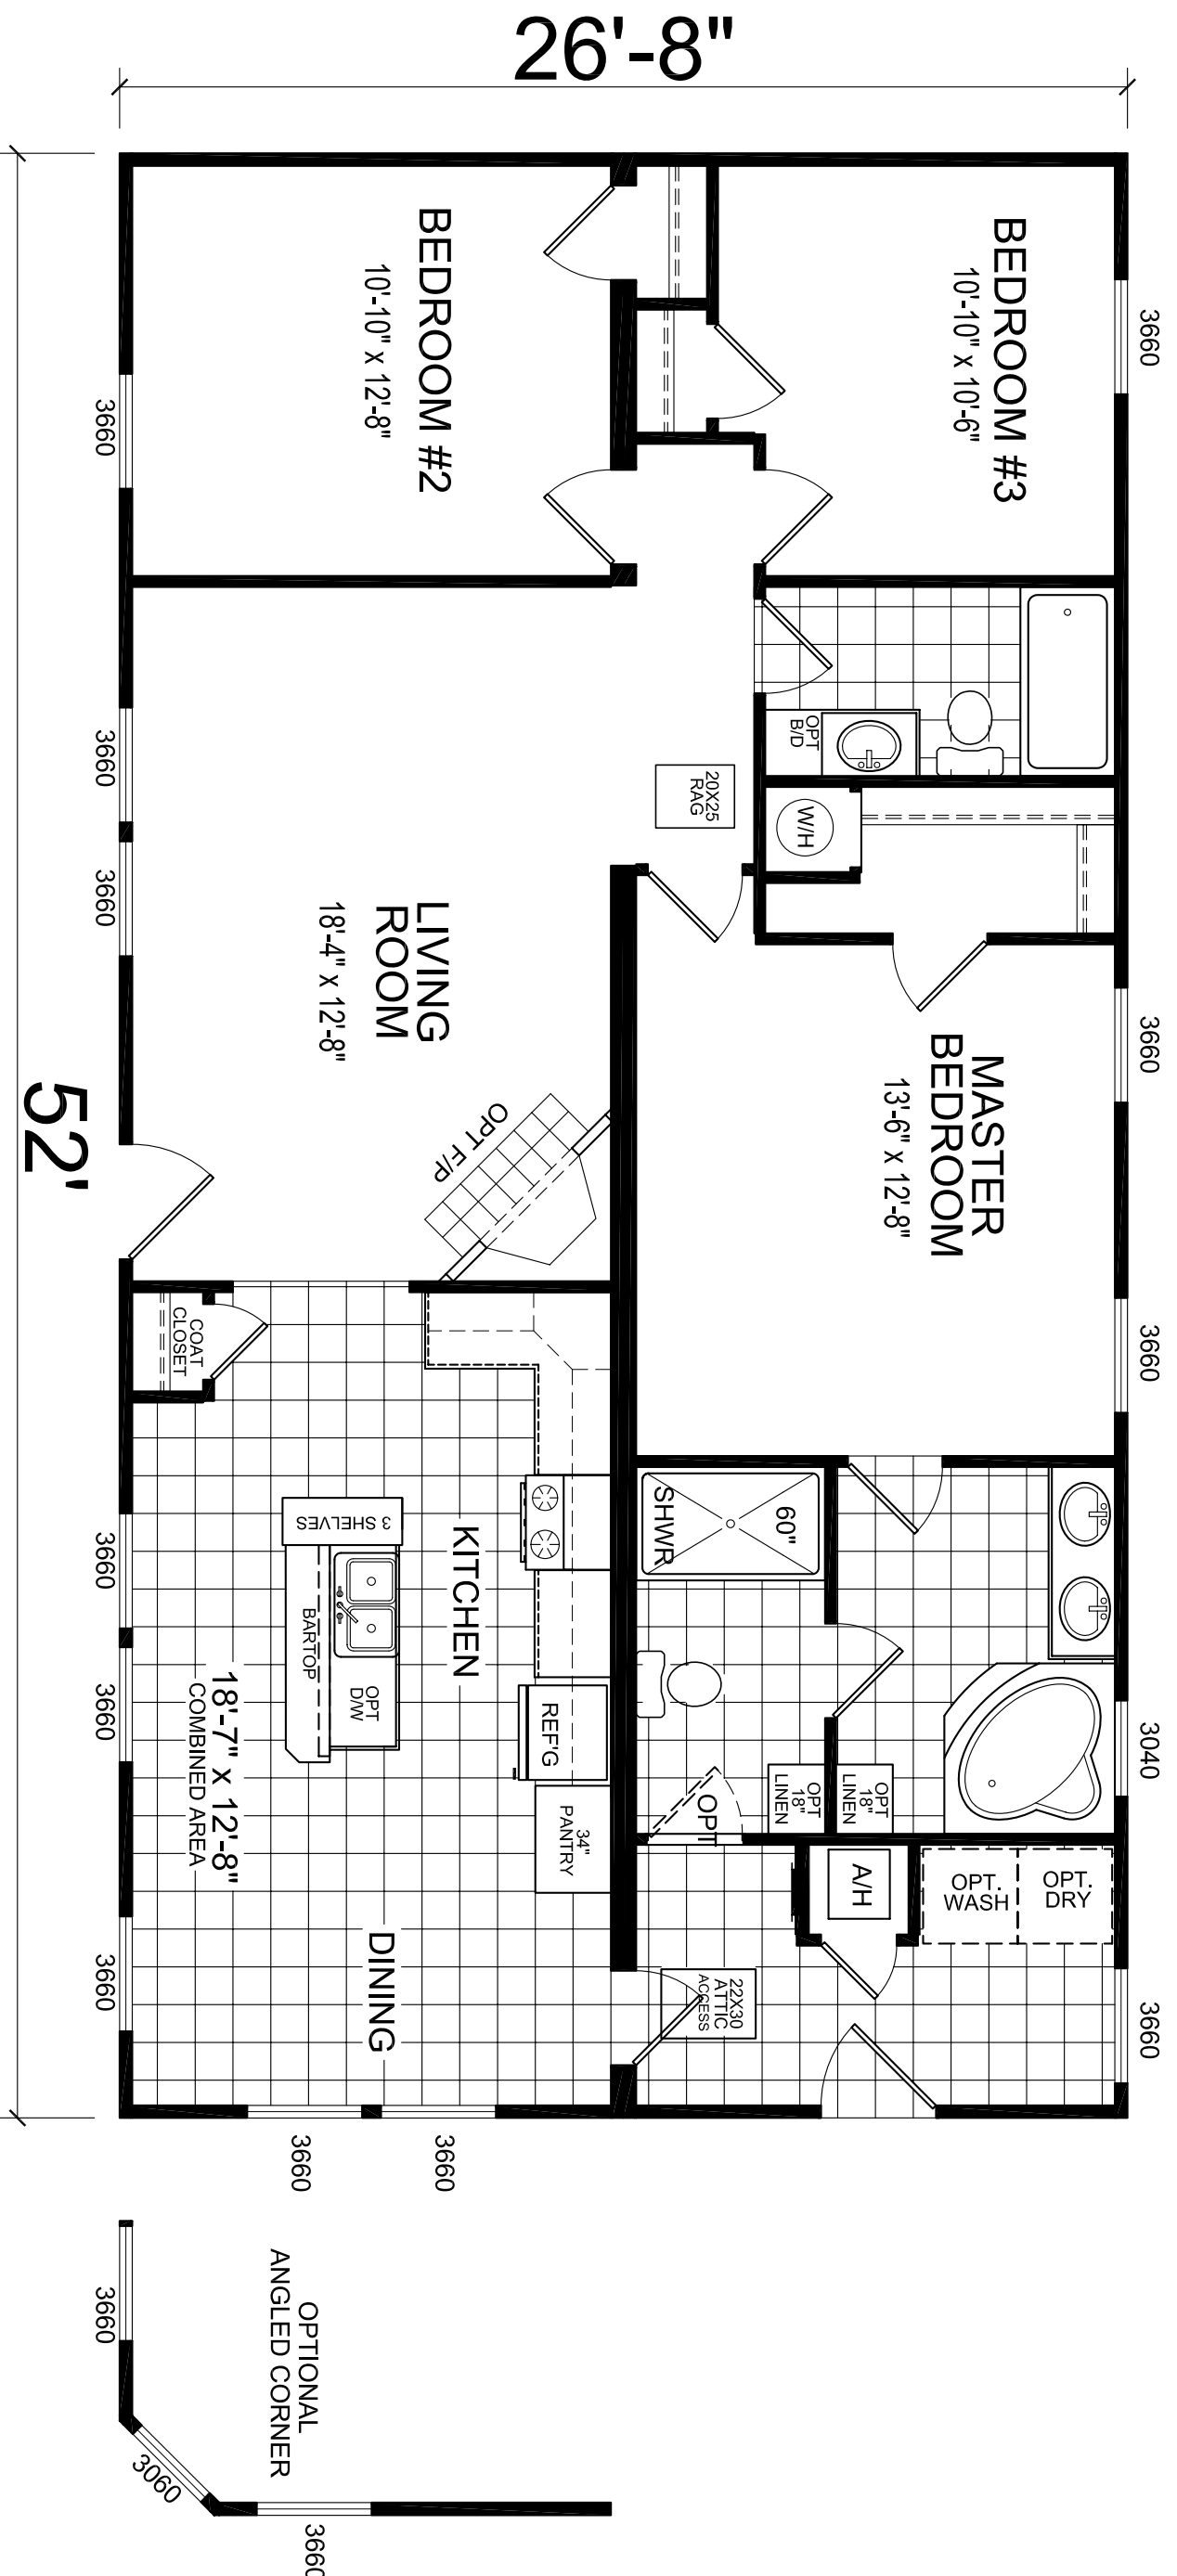 26'-8"
52'
3660
BEDROOM #3
10'-10" x 10'-6"
BEDROOM #2
10'-10" x 12'-8"
3660
OPT
B/D
20X25
RAG
W/H
3660
3660
LIVING
ROOM
18'-4" x 12'-8"
OPT F/P
MASTER
BEDROOM
13'-6" x 12'-8"
3660
3660
COAT
CLOSET
60"
SHWR
KITCHEN
3 SHELVES
BARTOP
OPT
D/W
REF'G
34"
PANTRY
18'-7" x 12'-8"
COMBINED AREA
3660
3660
3040
OPT
18"
LINEN
OPT
18"
LINEN
OPT
A/H
OPT.
WASH
OPT.
DRY
DINING
22X30
ATTIC
ACCESS
3660
3660
3660
3660
OPTIONAL
ANGLED CORNER
3660
3060
3660